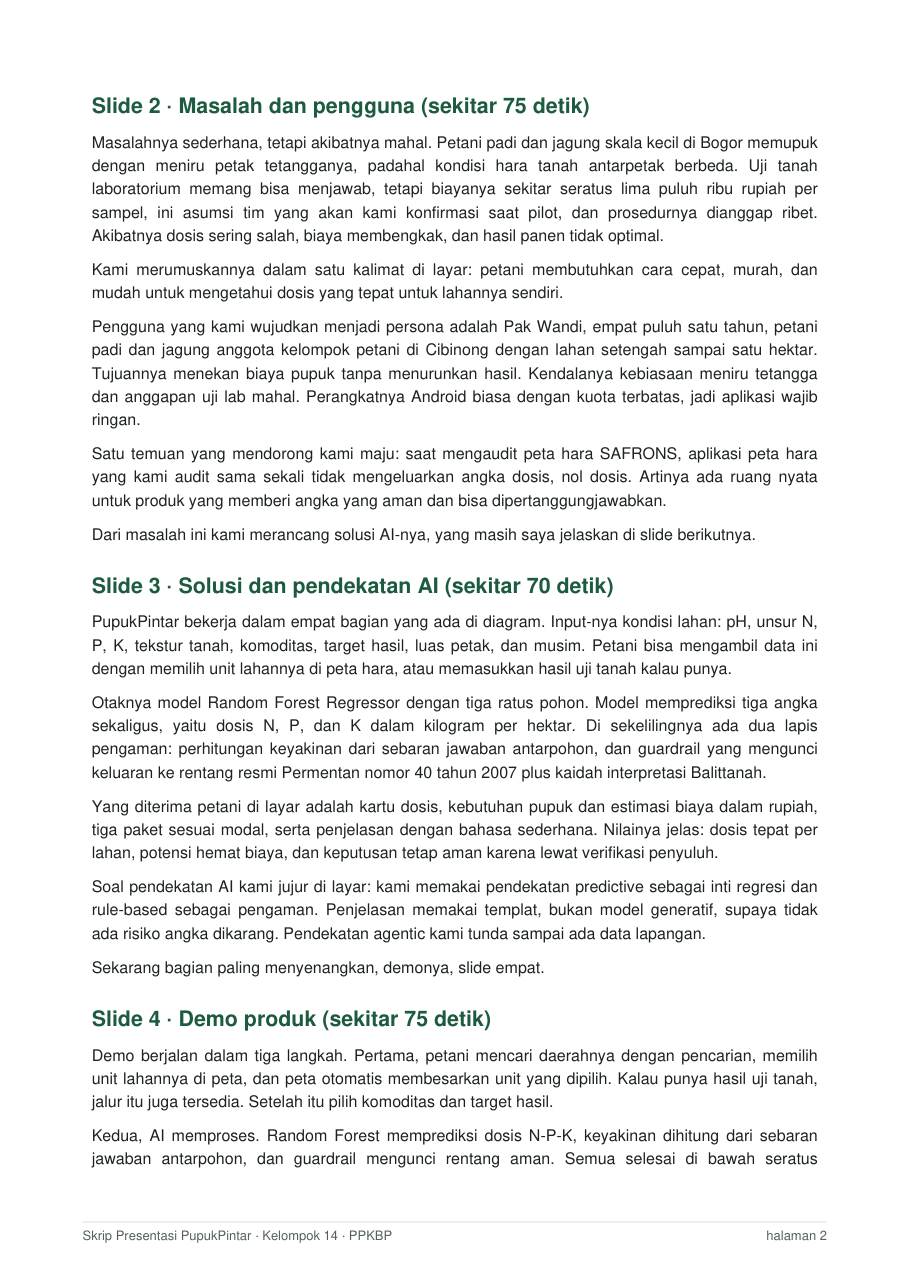 Slide 2 · Masalah dan pengguna (sekitar 75 detik)
Masalahnya sederhana, tetapi akibatnya mahal. Petani padi dan jagung skala kecil di Bogor memupuk
dengan meniru petak tetangganya, padahal kondisi hara tanah antarpetak berbeda. Uji tanah
laboratorium memang bisa menjawab, tetapi biayanya sekitar seratus lima puluh ribu rupiah per
sampel, ini asumsi tim yang akan kami konfirmasi saat pilot, dan prosedurnya dianggap ribet.
Akibatnya dosis sering salah, biaya membengkak, dan hasil panen tidak optimal.
Kami merumuskannya dalam satu kalimat di layar: petani membutuhkan cara cepat, murah, dan
mudah untuk mengetahui dosis yang tepat untuk lahannya sendiri.
Pengguna yang kami wujudkan menjadi persona adalah Pak Wandi, empat puluh satu tahun, petani
padi dan jagung anggota kelompok petani di Cibinong dengan lahan setengah sampai satu hektar.
Tujuannya menekan biaya pupuk tanpa menurunkan hasil. Kendalanya kebiasaan meniru tetangga
dan anggapan uji lab mahal. Perangkatnya Android biasa dengan kuota terbatas, jadi aplikasi wajib
ringan.
Satu temuan yang mendorong kami maju: saat mengaudit peta hara SAFRONS, aplikasi peta hara
yang kami audit sama sekali tidak mengeluarkan angka dosis, nol dosis. Artinya ada ruang nyata
untuk produk yang memberi angka yang aman dan bisa dipertanggungjawabkan.
Dari masalah ini kami merancang solusi AI-nya, yang masih saya jelaskan di slide berikutnya.
Slide 3 · Solusi dan pendekatan AI (sekitar 70 detik)
PupukPintar bekerja dalam empat bagian yang ada di diagram. Input-nya kondisi lahan: pH, unsur N,
P, K, tekstur tanah, komoditas, target hasil, luas petak, dan musim. Petani bisa mengambil data ini
dengan memilih unit lahannya di peta hara, atau memasukkan hasil uji tanah kalau punya.
Otaknya model Random Forest Regressor dengan tiga ratus pohon. Model memprediksi tiga angka
sekaligus, yaitu dosis N, P, dan K dalam kilogram per hektar. Di sekelilingnya ada dua lapis
pengaman: perhitungan keyakinan dari sebaran jawaban antarpohon, dan guardrail yang mengunci
keluaran ke rentang resmi Permentan nomor 40 tahun 2007 plus kaidah interpretasi Balittanah.
Yang diterima petani di layar adalah kartu dosis, kebutuhan pupuk dan estimasi biaya dalam rupiah,
tiga paket sesuai modal, serta penjelasan dengan bahasa sederhana. Nilainya jelas: dosis tepat per
lahan, potensi hemat biaya, dan keputusan tetap aman karena lewat verifikasi penyuluh.
Soal pendekatan AI kami jujur di layar: kami memakai pendekatan predictive sebagai inti regresi dan
rule-based sebagai pengaman. Penjelasan memakai templat, bukan model generatif, supaya tidak
ada risiko angka dikarang. Pendekatan agentic kami tunda sampai ada data lapangan.
Sekarang bagian paling menyenangkan, demonya, slide empat.
Slide 4 · Demo produk (sekitar 75 detik)
Demo berjalan dalam tiga langkah. Pertama, petani mencari daerahnya dengan pencarian, memilih
unit lahannya di peta, dan peta otomatis membesarkan unit yang dipilih. Kalau punya hasil uji tanah,
jalur itu juga tersedia. Setelah itu pilih komoditas dan target hasil.
Kedua, AI memproses. Random Forest memprediksi dosis N-P-K, keyakinan dihitung dari sebaran
jawaban antarpohon, dan guardrail mengunci rentang aman. Semua selesai di bawah seratus
Skrip Presentasi PupukPintar · Kelompok 14 · PPKBP
halaman 2